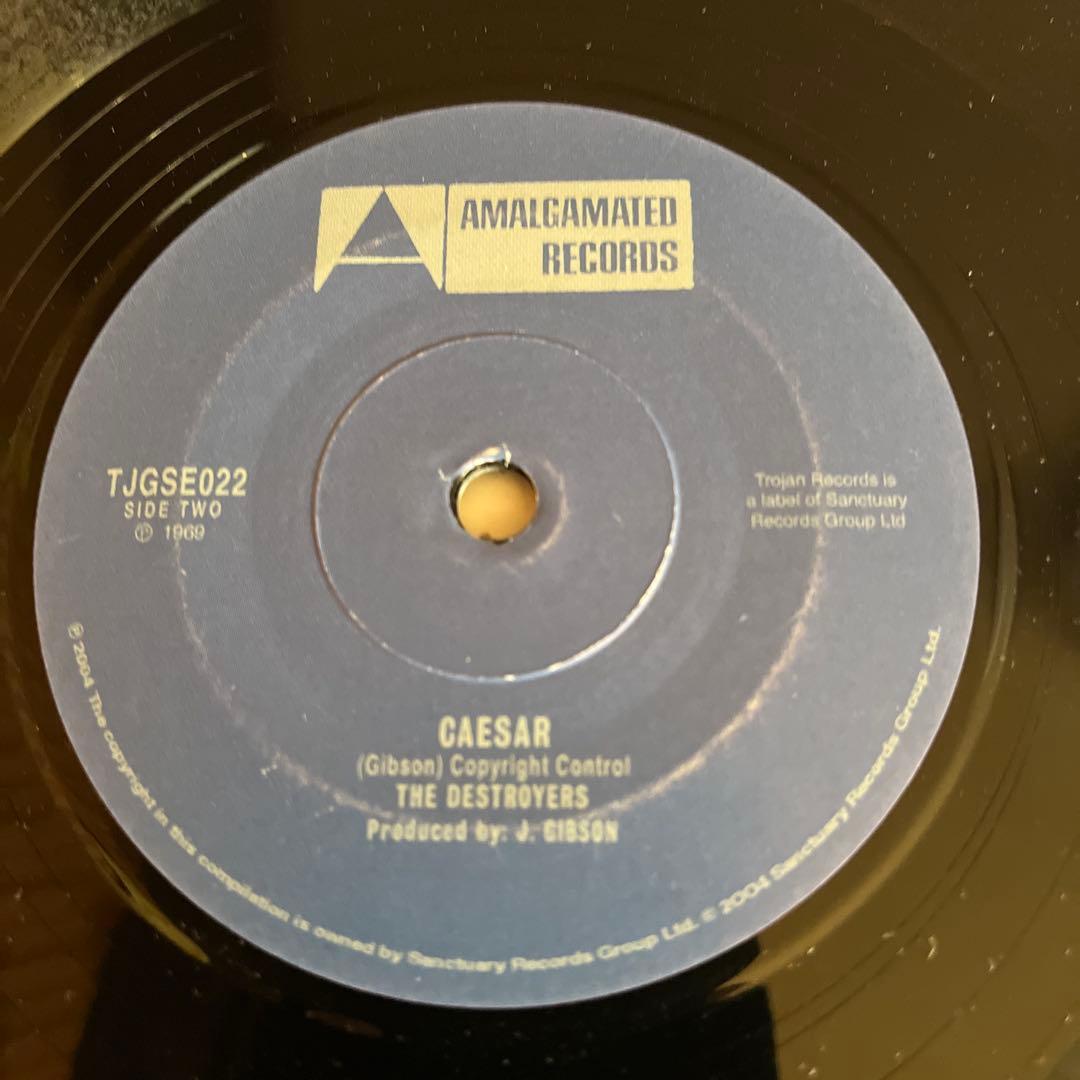 AMALGAMATED
RECORDS
TJGSE022
SIDE TWO
℗ 1969
Trojan Records is
a label of Sanctuary
Records Group Ltd
CAESAR
(Gibson) Copyright Control
THE DESTROYERS
Produced by: J. GIBSON
℗ 2004 The copyright in this compilation is owned by Sanctuary Records Group Ltd. © 2004 Sanctuary Records Group Ltd.